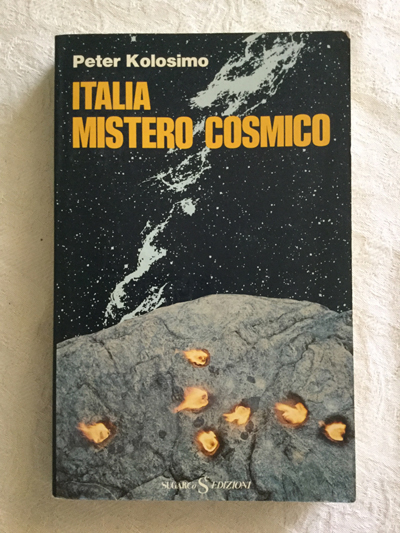 Peter Kolosimo
ITALIA
MISTERO COSMICO
SUGARCO S EDIZIONI